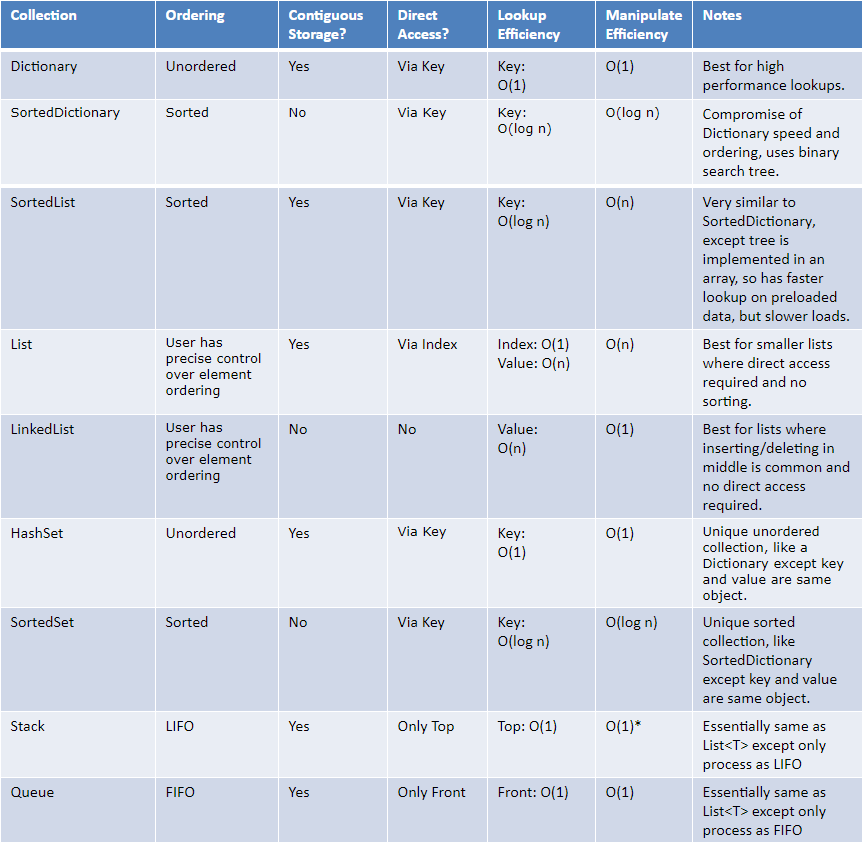 Collection Ordering Contiguous Storage? Direct Access? Lookup Efficiency Manipulate Efficiency Notes
Dictionary Unordered Yes Via Key Key: O(1) O(1) Best for high
performance lookups.
SortedDictionary Sorted No Via Key Key: O(log n) O(log n) Compromise of
Dictionary speed and
ordering, uses binary
search tree.
SortedList Sorted Yes Via Key Key: O(log n) O(n) Very similar to
SortedDictionary,
except tree is
implemented in an
array, so has faster
lookup on preloaded
data, but slower loads.
List User has precise control over element ordering Yes Via Index Index: O(1) Value: O(n) O(n) Best for smaller lists
where direct access
required and no
sorting.
LinkedList User has precise control over element ordering No No Value: O(n) O(1) Best for lists where
inserting/deleting in
middle is common and
no direct access
required.
HashSet Unordered Yes Via Key Key: O(1) O(1) Unique unordered
collection, like a
Dictionary except key
and value are same
object.
SortedSet Sorted No Via Key Key: O(log n) O(log n) Unique sorted
collection, like
SortedDictionary
except key and value
are same object.
Stack LIFO Yes Only Top Top: O(1) O(1)* Essentially same as
List<T> except only
process as LIFO
Queue FIFO Yes Only Front Front: O(1) O(1) Essentially same as
List<T> except only
process as FIFO